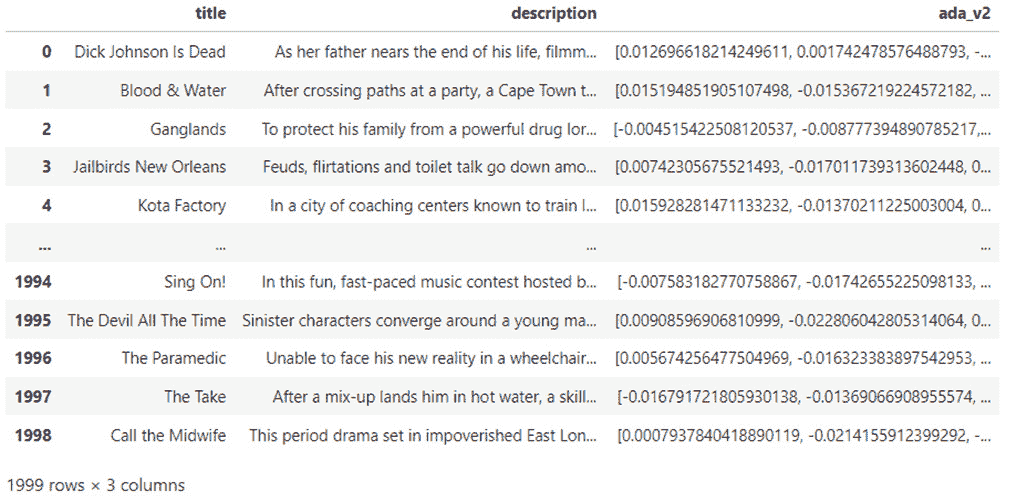 title description ada_v2
0 Dick Johnson Is Dead As her father nears the end of his life, filmm... [0.012696618214249611, 0.001742478576488793, -...
1 Blood & Water After crossing paths at a party, a Cape Town t... [0.015194851905107498, -0.015367219224572182, ...
2 Ganglands To protect his family from a powerful drug lor... [-0.004515422508120537, -0.008777394890785217,...
3 Jailbirds New Orleans Feuds, flirtations and toilet talk go down amo... [0.00742305675521493, -0.017011739313602448, 0...
4 Kota Factory In a city of coaching centers known to train I... [0.015928281471133232, -0.01370211225003004, 0...
... ... ... ...
1994 Sing On! In this fun, fast-paced music contest hosted b... [-0.007583182770758867, -0.01742655225098133, ...
1995 The Devil All The Time Sinister characters converge around a young ma... [0.00908596906810999, -0.022806042805314064, 0...
1996 The Paramedic Unable to face his new reality in a wheelchair... [0.005674256477504969, -0.016323383897542953, ...
1997 The Take After a mix-up lands him in hot water, a skill... [-0.016791721805930138, -0.01369066908955574, ...
1998 Call the Midwife This period drama set in impoverished East Lon... [0.0007937840418890119, -0.0214155912399292, -...
1999 rows × 3 columns